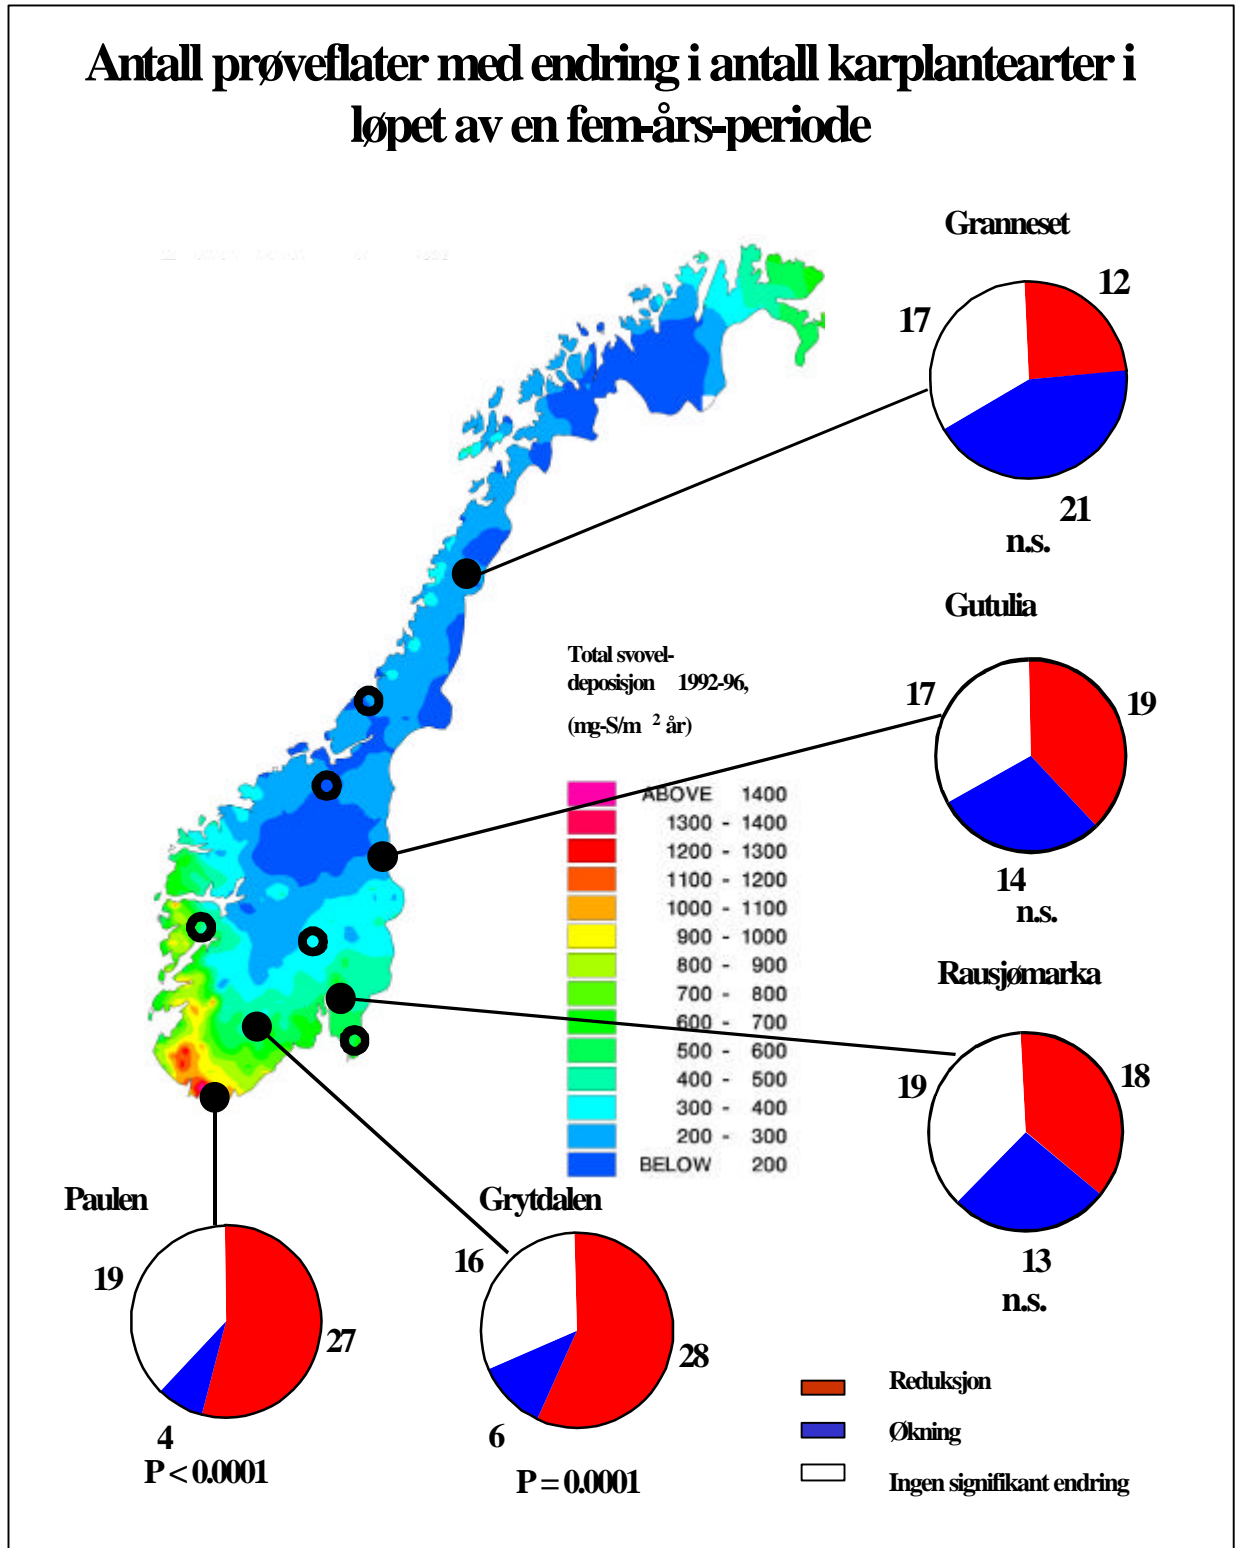 Antall prøveflater med endring i antall karplantearter i
løpet av en fem-års-periode
Granneset
12
17
21
n.s.
Gutulia
17
19
14
n.s.
Total svovel-
deposisjon 1992-96,
(mg-S/m 2 år)
ABOVE 1400
1300 - 1400
1200 - 1300
1100 - 1200
1000 - 1100
900 - 1000
800 - 900
700 - 800
600 - 700
500 - 600
400 - 500
300 - 400
200 - 300
BELOW 200
Rausjømarka
19
18
13
n.s.
Paulen
19
27
4
P < 0.0001
Grytdalen
16
28
6
P = 0.0001
Reduksjon
Økning
Ingen signifikant endring